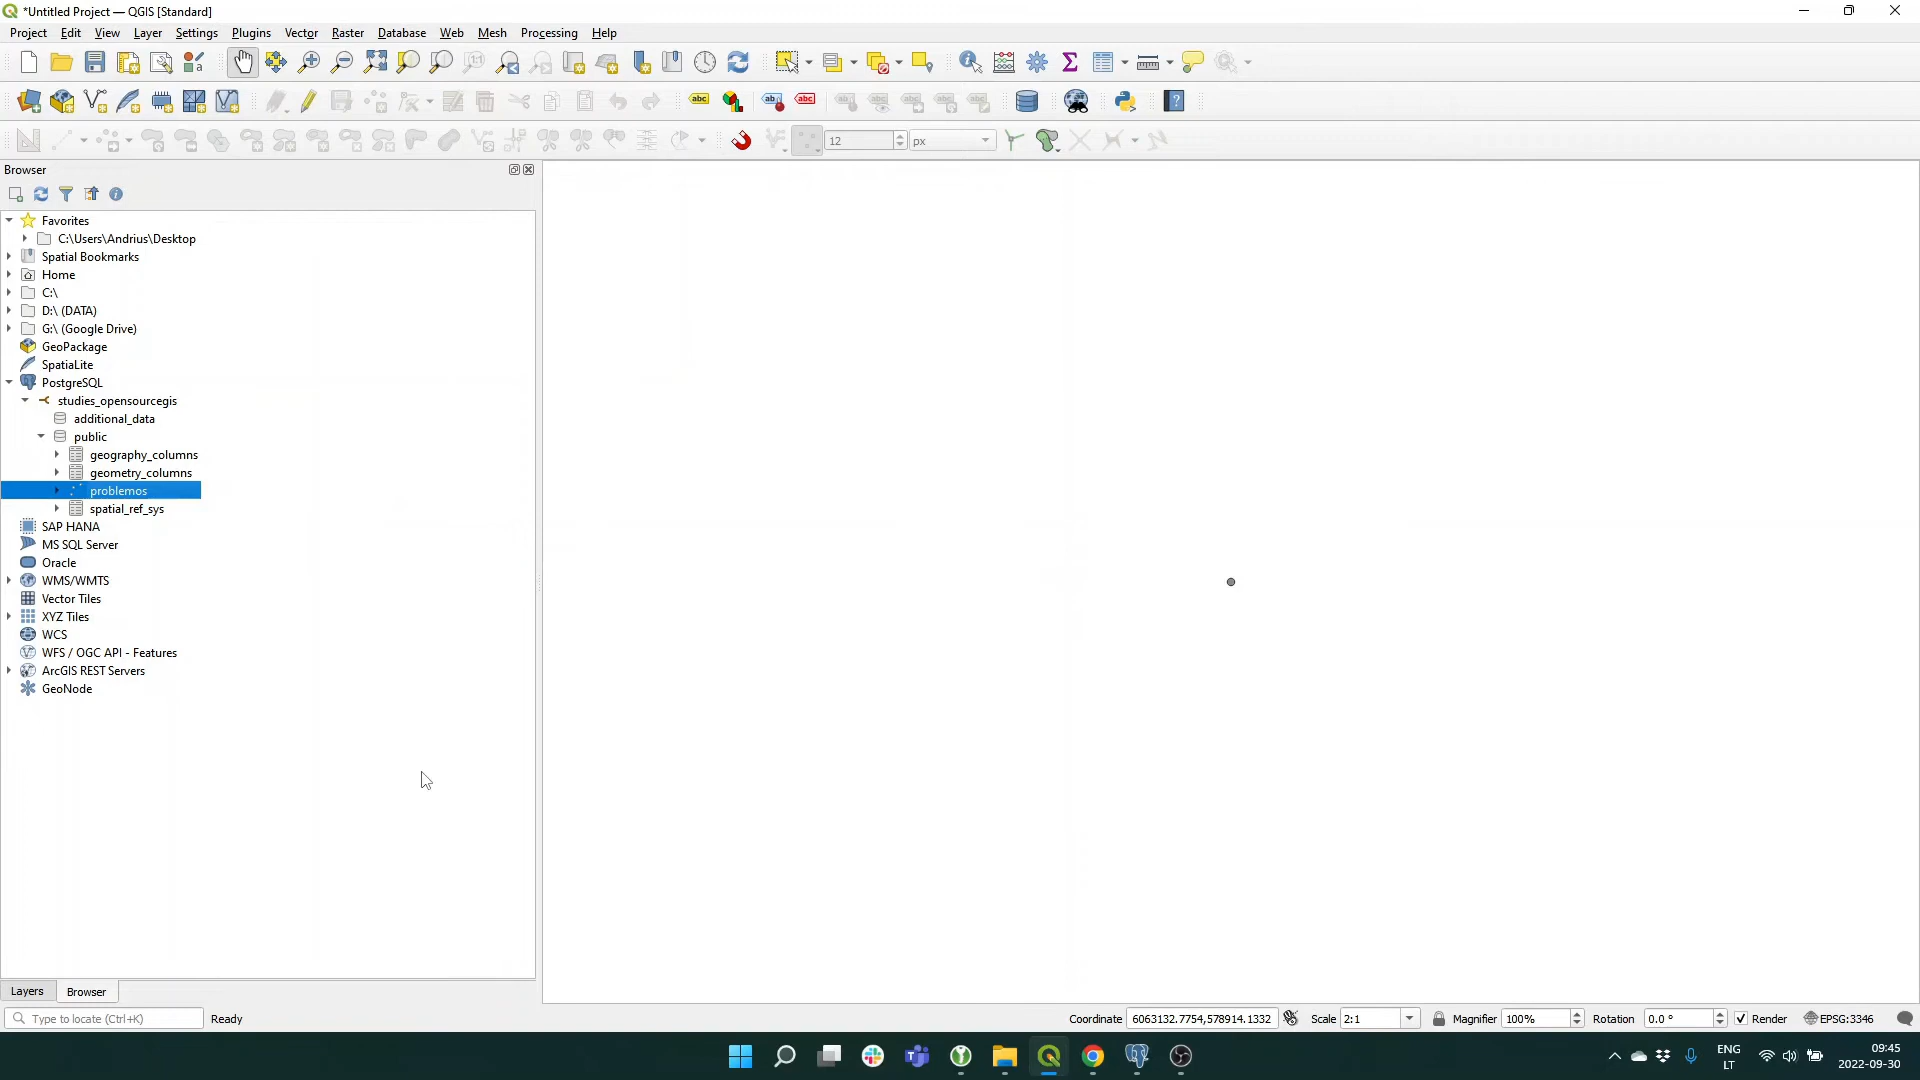 *Untitled Project — QGIS [Standard]
Project Edit View Layer Settings Plugins Vector Raster Database Web Mesh Processing Help
abc abc abc
12 px
Browser
Favorites
C:\Users\Andrius\Desktop
Spatial Bookmarks
Home
C:\
D:\ (DATA)
G:\ (Google Drive)
GeoPackage
SpatiaLite
PostgreSQL
studies_opensourcegis
additional_data
public
geography_columns
geometry_columns
problemos
spatial_ref_sys
SAP HANA
MS SQL Server
Oracle
WMS/WMTS
Vector Tiles
XYZ Tiles
WCS
WFS / OGC API - Features
ArcGIS REST Servers
GeoNode
Layers Browser
Type to locate (Ctrl+K) Ready Coordinate 6063132.7754,578914.1332 Scale 2:1 Magnifier 100% Rotation 0.0 ° Render EPSG:3346
ENG 09:45
LT 2022-09-30